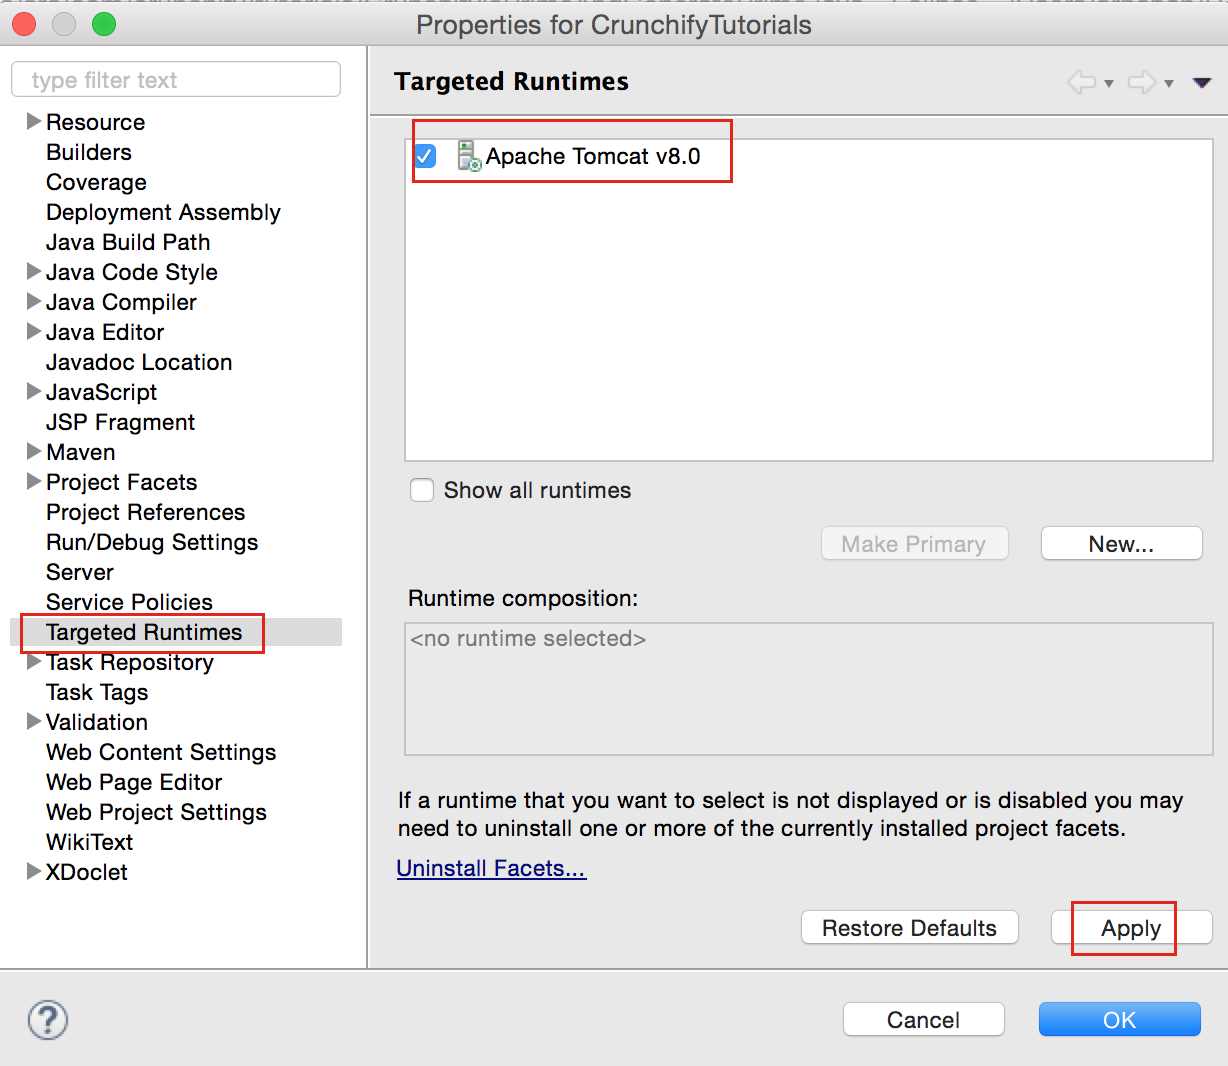 Properties for CrunchifyTutorials
type filter text
Resource
Builders
Coverage
Deployment Assembly
Java Build Path
Java Code Style
Java Compiler
Java Editor
Javadoc Location
JavaScript
JSP Fragment
Maven
Project Facets
Project References
Run/Debug Settings
Server
Service Policies
Targeted Runtimes
Task Repository
Task Tags
Validation
Web Content Settings
Web Page Editor
Web Project Settings
WikiText
XDoclet
Targeted Runtimes
Apache Tomcat v8.0
Show all runtimes
Make Primary
New...
Runtime composition:
<no runtime selected>
If a runtime that you want to select is not displayed or is disabled you may
need to uninstall one or more of the currently installed project facets.
Uninstall Facets...
Restore Defaults
Apply
?
Cancel
OK